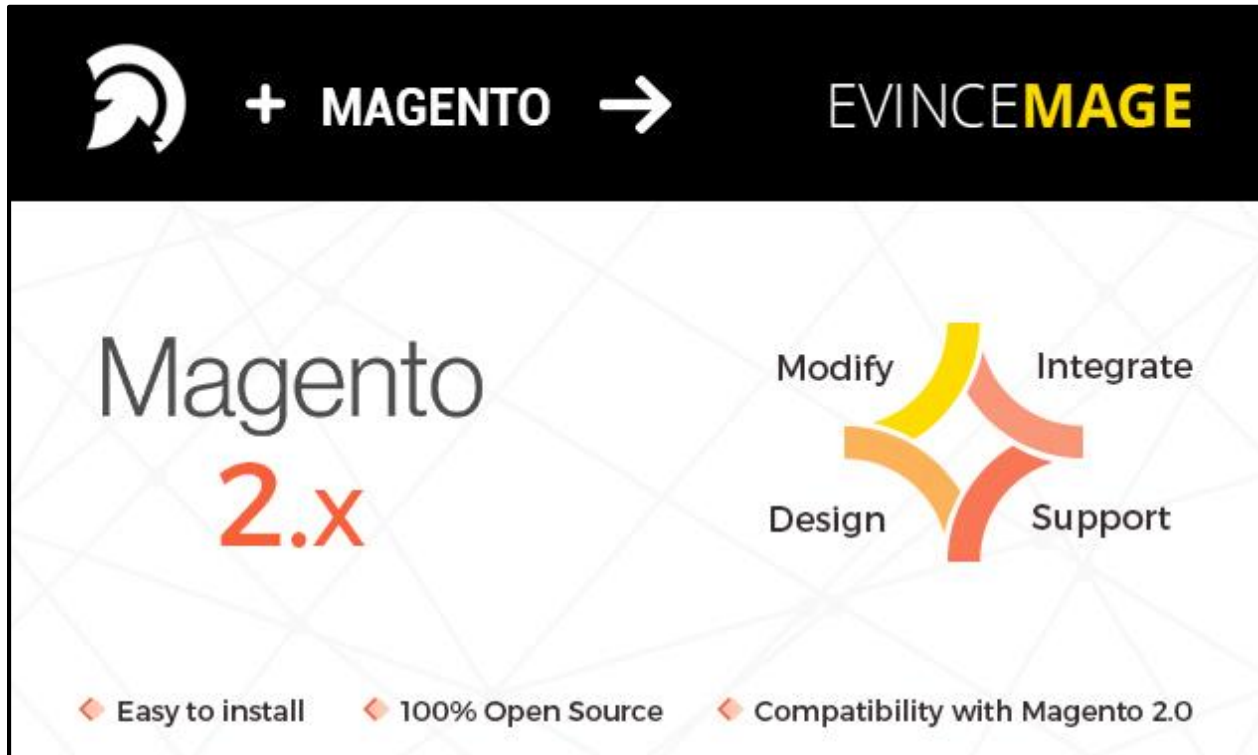 + MAGENTO → EVINCEMAGE
Magento
2.x
Modify
Integrate
Design
Support
Easy to install
100% Open Source
Compatibility with Magento 2.0